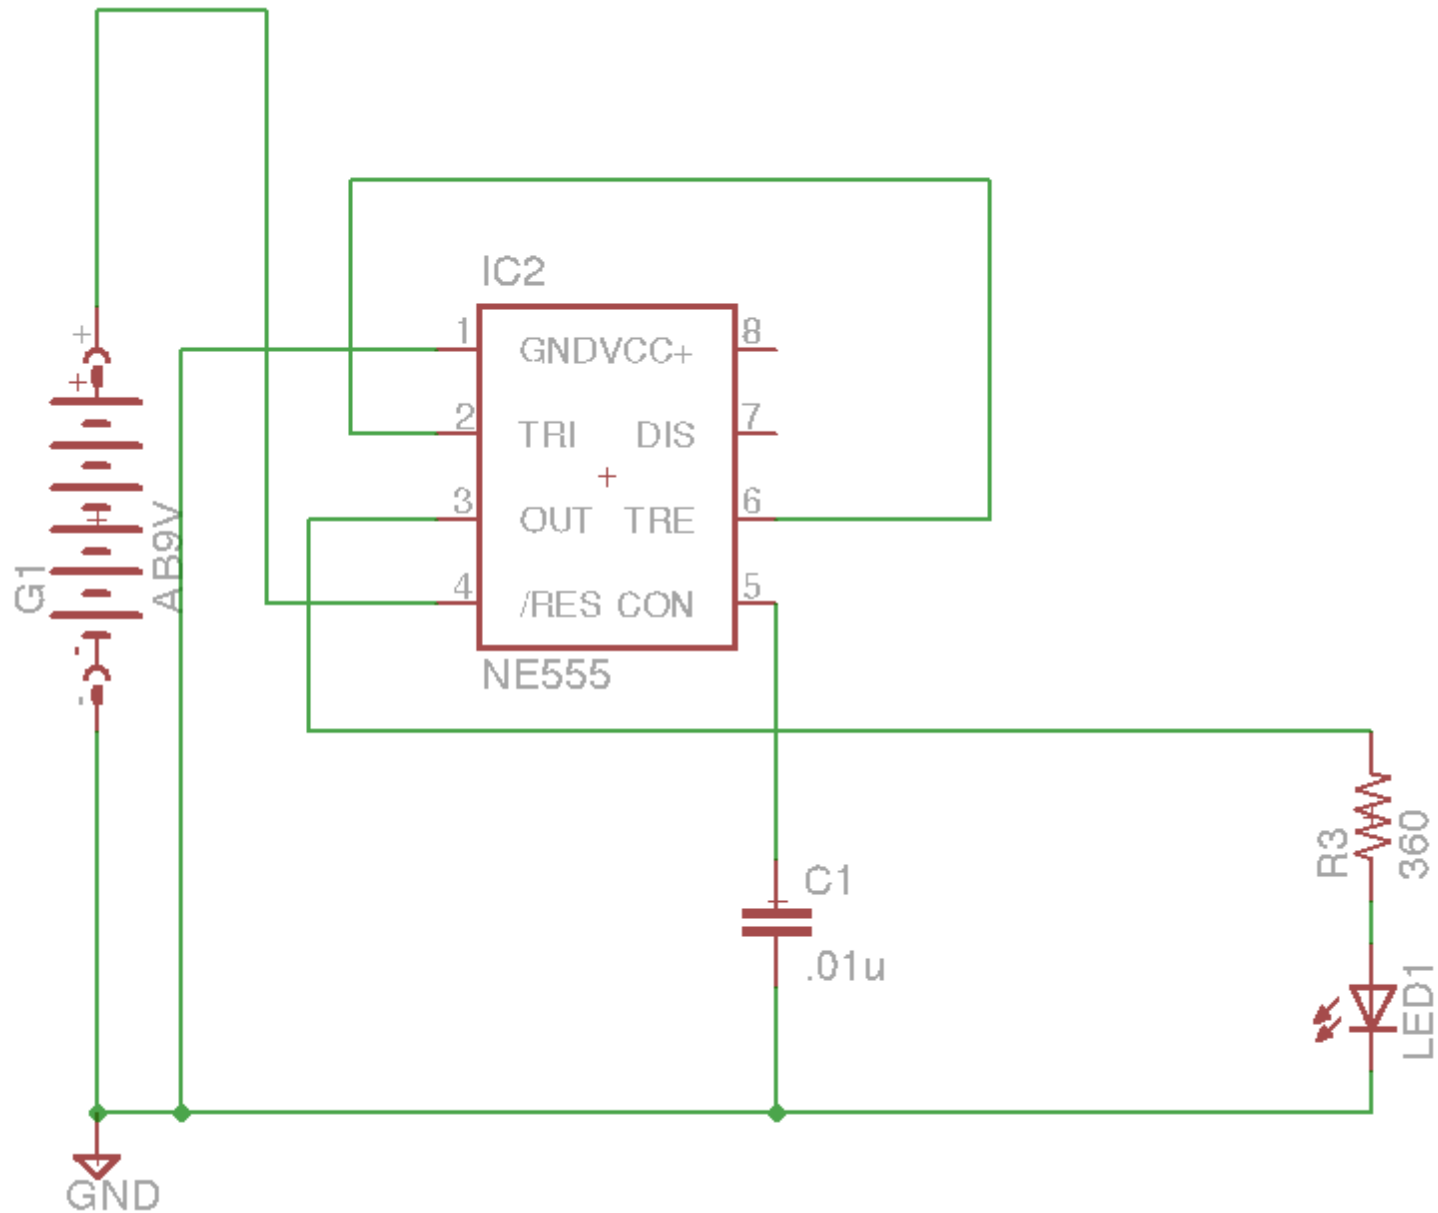 IC2
1
GND
VCC+
8
2
TRI
DIS
7
3
OUT
TRE
6
4
/RES
CON
5
NE555
+
+
-
-
G1
AB9V
C1
.01u
R3
360
LED1
GND